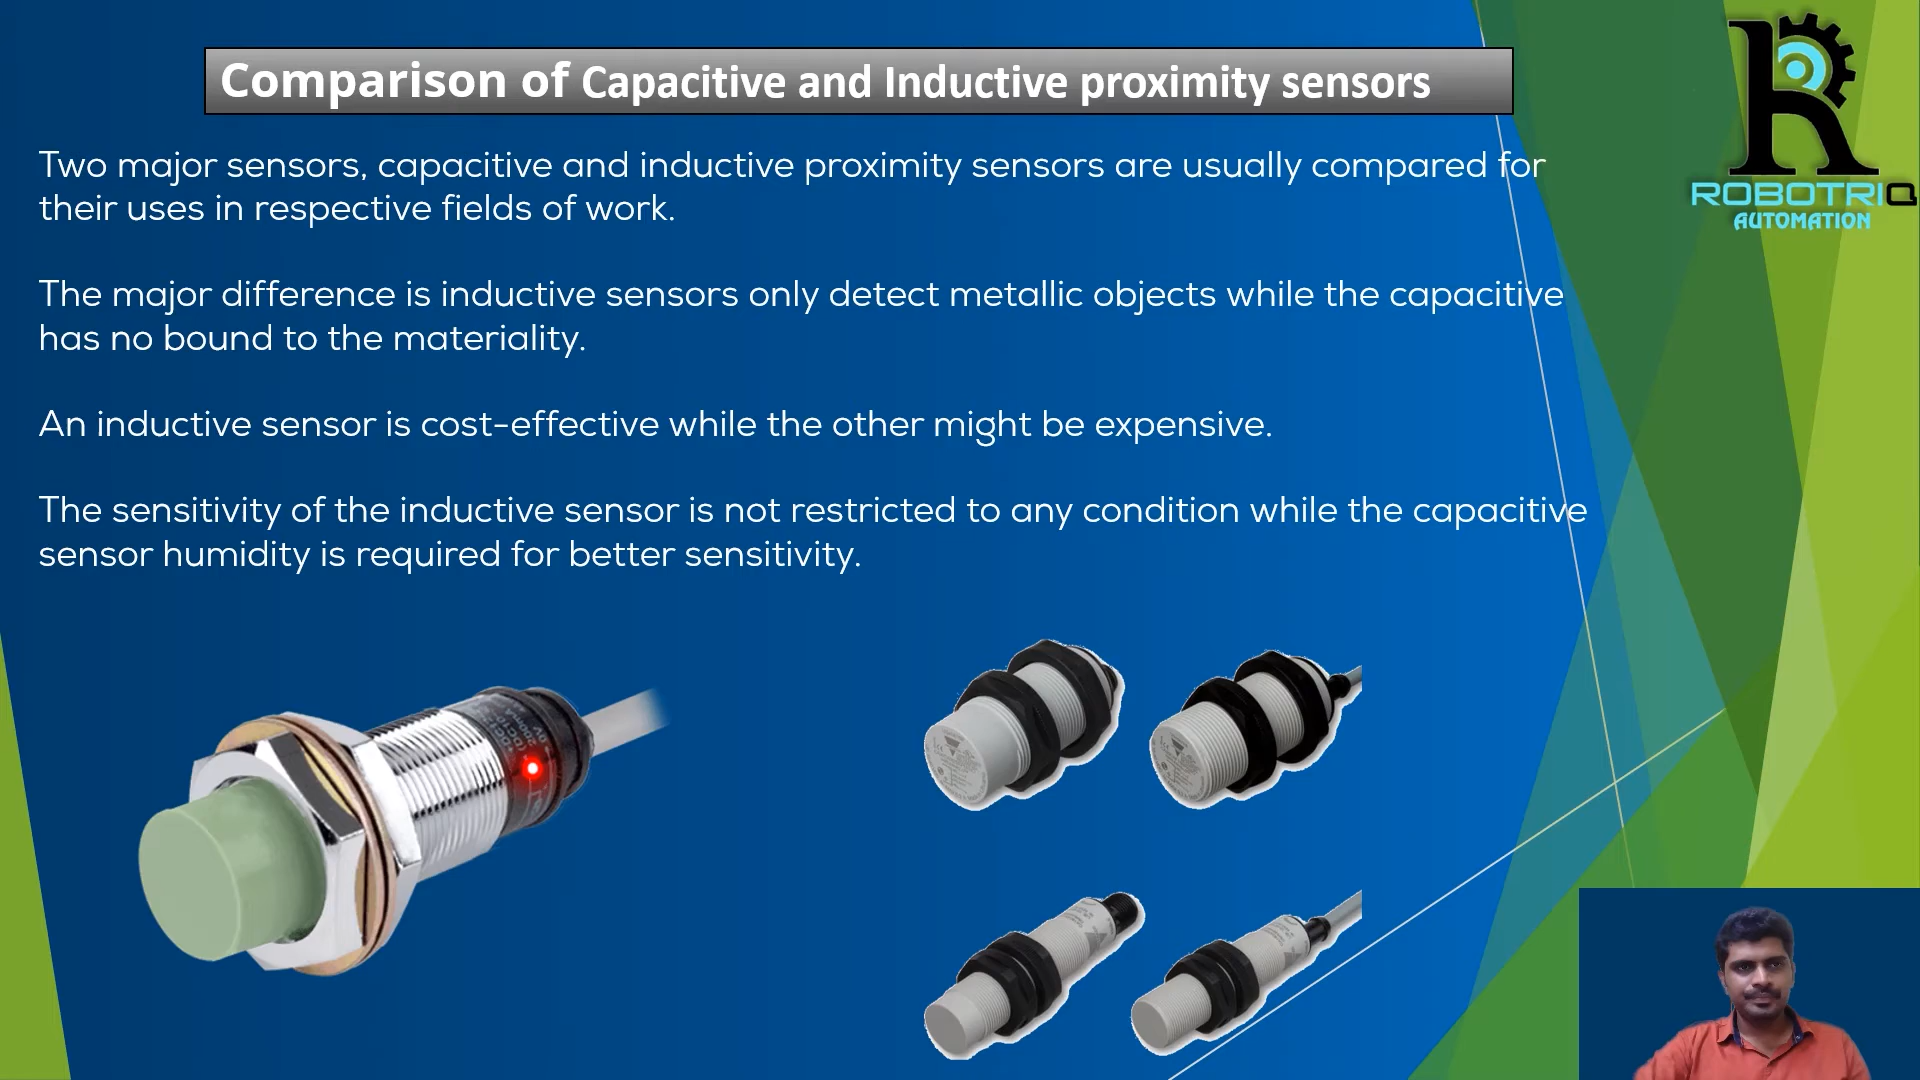 Comparison of Capacitive and Inductive proximity sensors
Two major sensors, capacitive and inductive proximity sensors are usually compared for
their uses in respective fields of work.
The major difference is inductive sensors only detect metallic objects while the capacitive
has no bound to the materiality.
An inductive sensor is cost-effective while the other might be expensive.
The sensitivity of the inductive sensor is not restricted to any condition while the capacitive
sensor humidity is required for better sensitivity.
ROBOTRIQ
AUTOMATION